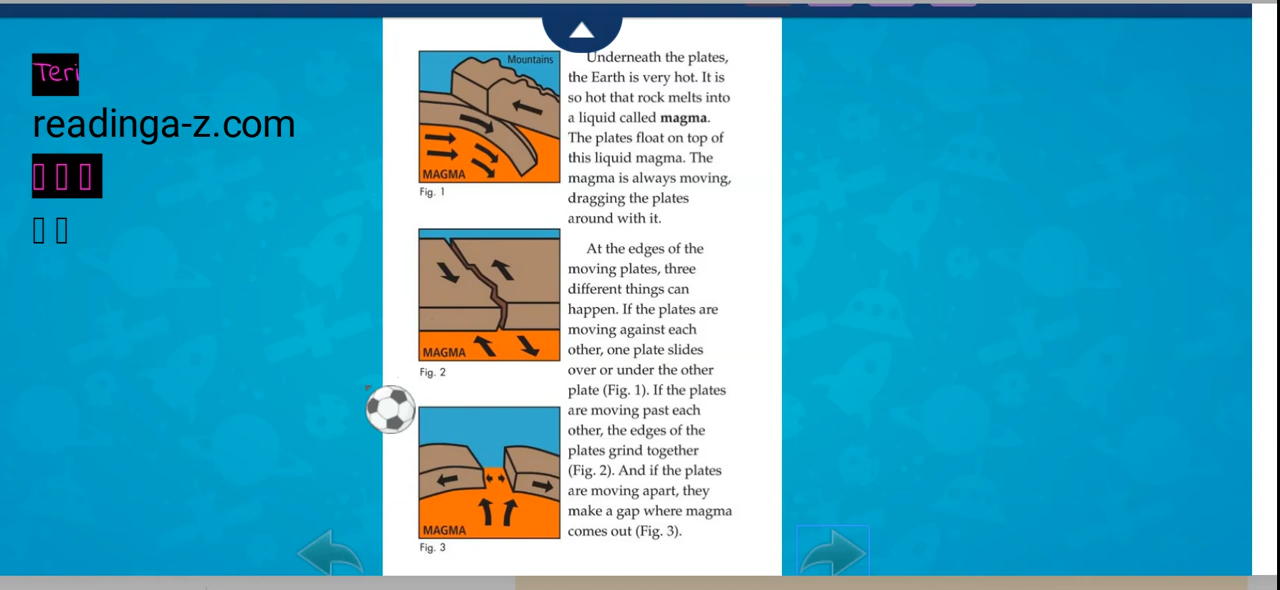 Teri
readinga-z.com
Mountains
MAGMA
Fig. 1
MAGMA
Fig. 2
MAGMA
Fig. 3
Underneath the plates,
the Earth is very hot. It is
so hot that rock melts into
a liquid called magma.
The plates float on top of
this liquid magma. The
magma is always moving,
dragging the plates
around with it.
At the edges of the
moving plates, three
different things can
happen. If the plates are
moving against each
other, one plate slides
over or under the other
plate (Fig. 1). If the plates
are moving past each
other, the edges of the
plates grind together
(Fig. 2). And if the plates
are moving apart, they
make a gap where magma
comes out (Fig. 3).